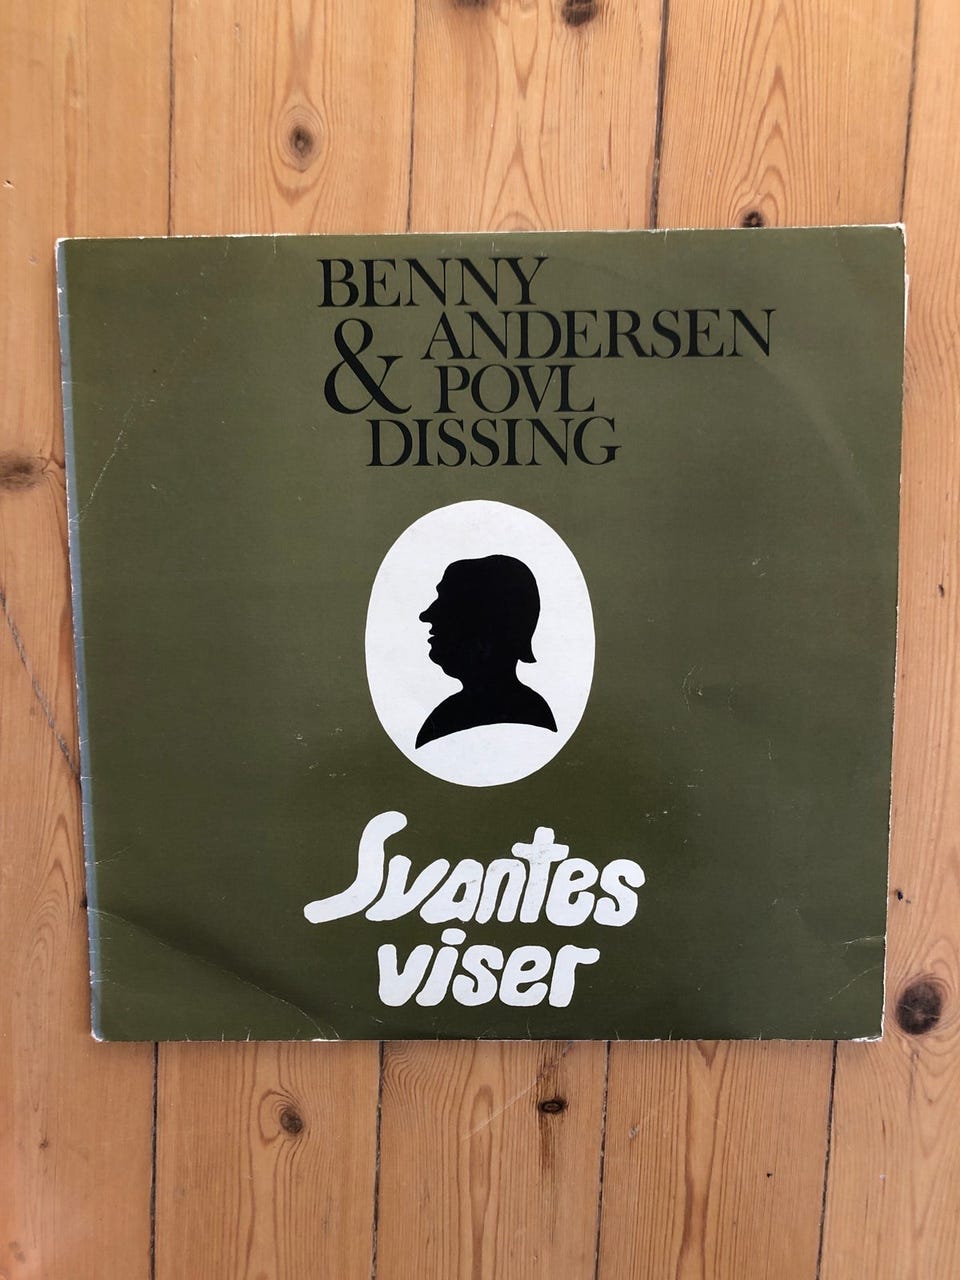 BENNY
& ANDERSEN
POVL
DISSING
Svantes
viser